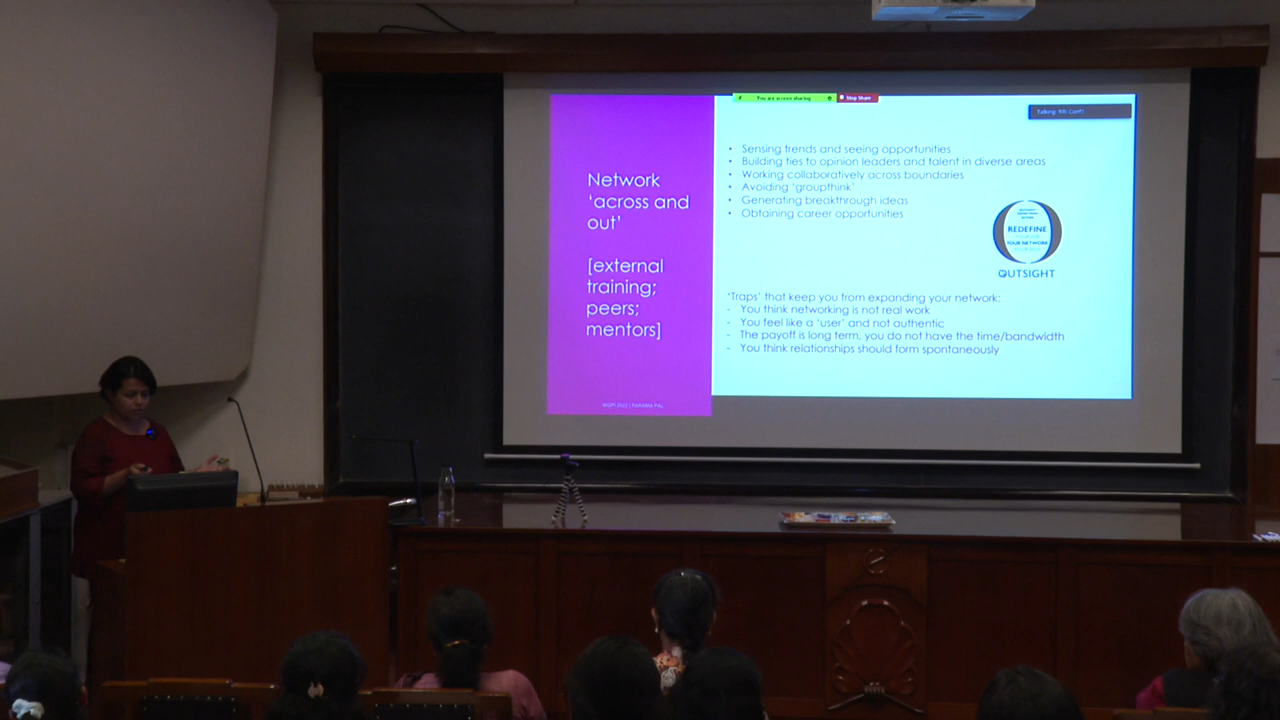 You are screen sharing
Stop Share
Talking: RRI Conf1
Network
‘across and
out’
[external
training;
peers;
mentors]
• Sensing trends and seeing opportunities
• Building ties to opinion leaders and talent in diverse areas
• Working collaboratively across boundaries
• Avoiding ‘groupthink’
• Generating breakthrough ideas
• Obtaining career opportunities
REDEFINE
YOUR NETWORK
OUTSIGHT
‘Traps’ that keep you from expanding your network:
- You think networking is not real work
- You feel like a ‘user’ and not authentic
- The payoff is long term, you do not have the time/bandwidth
- You think relationships should form spontaneously
WGPI 2022 | PARAMA PAL